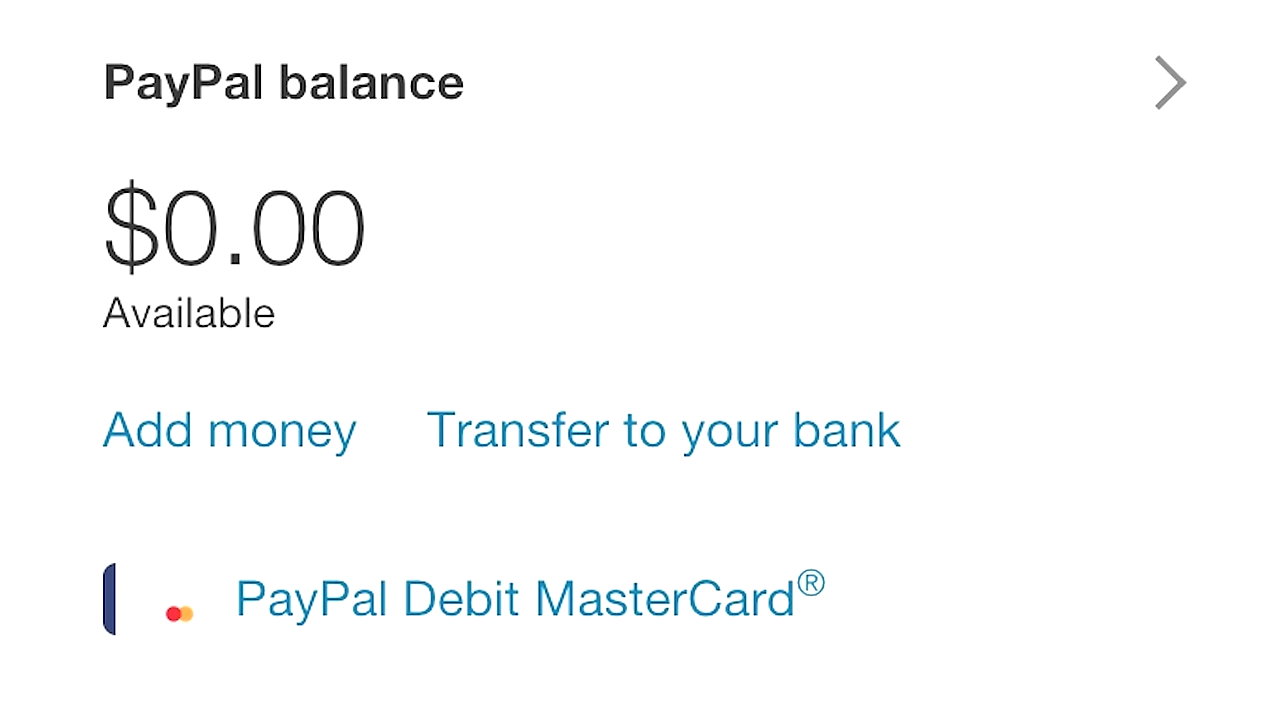 PayPal balance
$0.00
Available
Add money Transfer to your bank
PayPal Debit MasterCard®